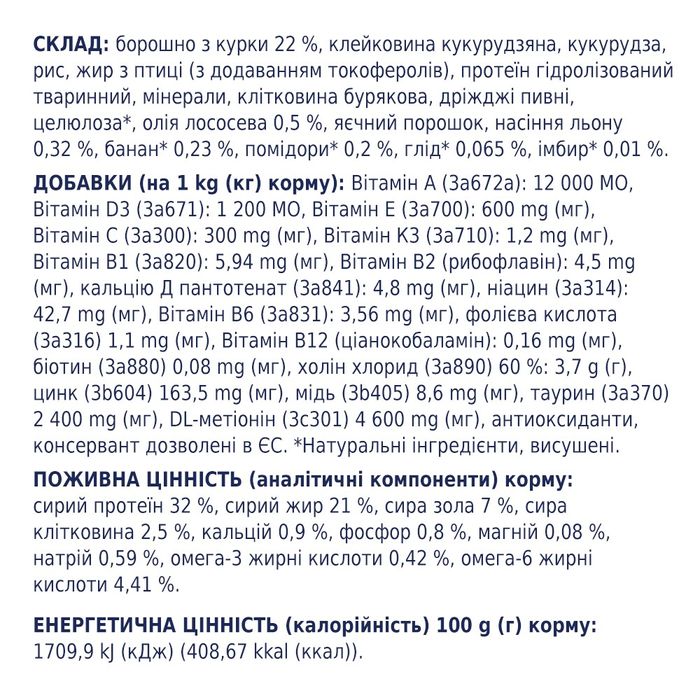 СКЛАД: борошно з курки 22 %, клейковина кукурудзяна, кукурудза,
рис, жир з птиці (з додаванням токоферолів), протеїн гідролізований
тваринний, мінерали, клітковина бурякова, дріжджі пивні,
целюлоза*, олія лососева 0,5 %, яєчний порошок, насіння льону
0,32 %, банан* 0,23 %, помідори* 0,2 %, глід* 0,065 %, імбир* 0,01 %.
ДОБАВКИ (на 1 kg (кг) корму): Вітамін А (3а672а): 12 000 МО,
Вітамін D3 (3а671): 1 200 МО, Вітамін Е (3а700): 600 mg (мг),
Вітамін С (3а300): 300 mg (мг), Вітамін К3 (3а710): 1,2 mg (мг),
Вітамін В1 (3а820): 5,94 mg (мг), Вітамін В2 (рибофлавін): 4,5 mg
(мг), кальцію Д пантотенат (3а841): 4,8 mg (мг), ніацин (3а314):
42,7 mg (мг), Вітамін В6 (3а831): 3,56 mg (мг), фолієва кислота
(3а316) 1,1 mg (мг), Вітамін В12 (ціанокобаламін): 0,16 mg (мг),
біотин (3а880) 0,08 mg (мг), холін хлорид (3а890) 60 %: 3,7 g (г),
цинк (3b604) 163,5 mg (мг), мідь (3b405) 8,6 mg (мг), таурин (3а370)
2 400 mg (мг), DL-метіонін (3с301) 4 600 mg (мг), антиоксиданти,
консервант дозволені в ЄС. *Натуральні інгредієнти, висушені.
ПОЖИВНА ЦІННІСТЬ (аналітичні компоненти) корму:
сирий протеїн 32 %, сирий жир 21 %, сира зола 7 %, сира
клітковина 2,5 %, кальцій 0,9 %, фосфор 0,8 %, магній 0,08 %,
натрій 0,59 %, омега-3 жирні кислоти 0,42 %, омега-6 жирні
кислоти 4,41 %.
ЕНЕРГЕТИЧНА ЦІННІСТЬ (калорійність) 100 g (г) корму:
1709,9 kJ (кДж) (408,67 kkal (ккал)).